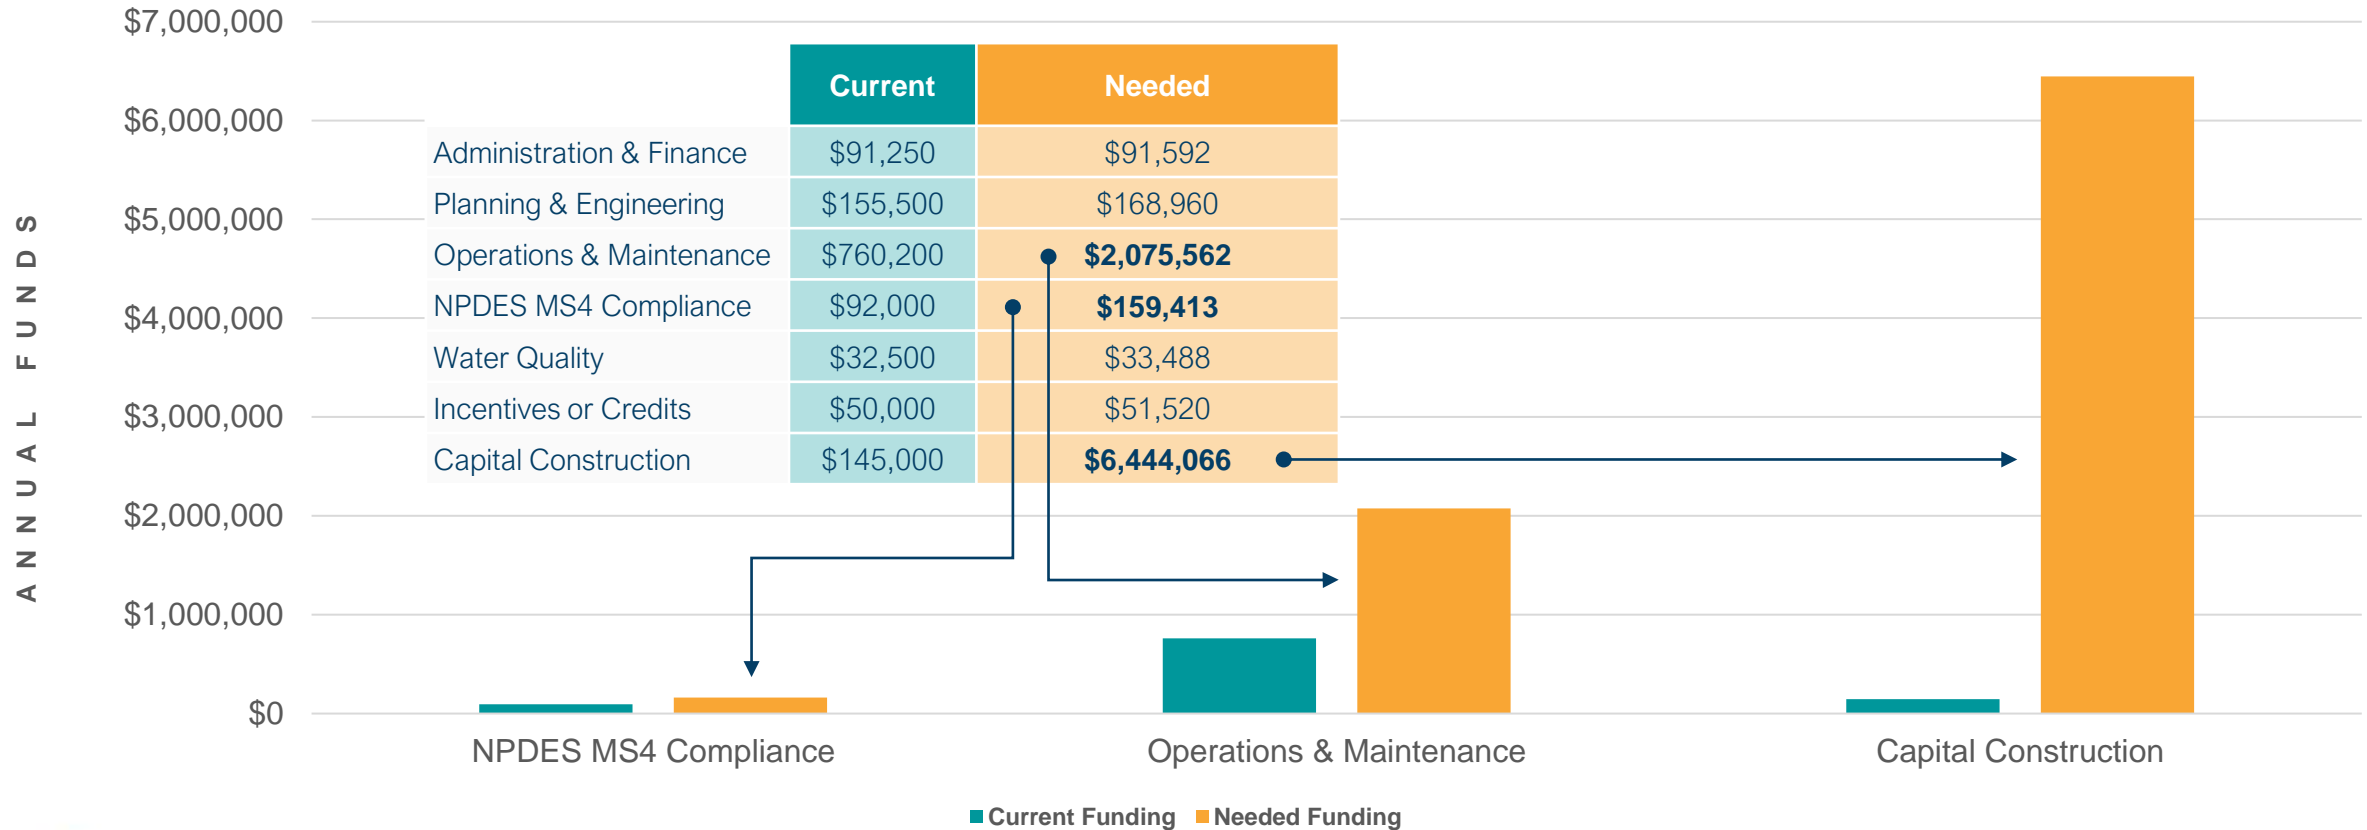 $7,000,000
$6,000,000
$5,000,000
$4,000,000
$3,000,000
$2,000,000
$1,000,000
$0
ANNUAL FUNDS
Current Needed
Administration & Finance $91,250 $91,592
Planning & Engineering $155,500 $168,960
Operations & Maintenance $760,200 $2,075,562
NPDES MS4 Compliance $92,000 $159,413
Water Quality $32,500 $33,488
Incentives or Credits $50,000 $51,520
Capital Construction $145,000 $6,444,066
NPDES MS4 Compliance Operations & Maintenance Capital Construction
Current Funding Needed Funding